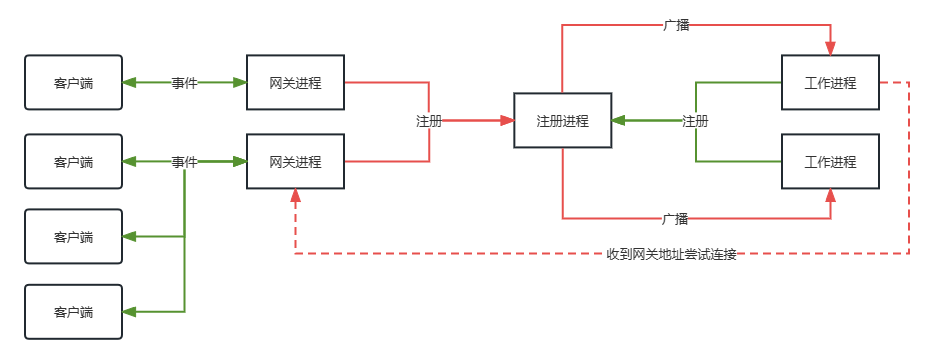 广播
客户端
事件
网关进程
工作进程
注册
注册进程
注册
客户端
事件
网关进程
工作进程
广播
客户端
收到网关地址尝试连接
客户端